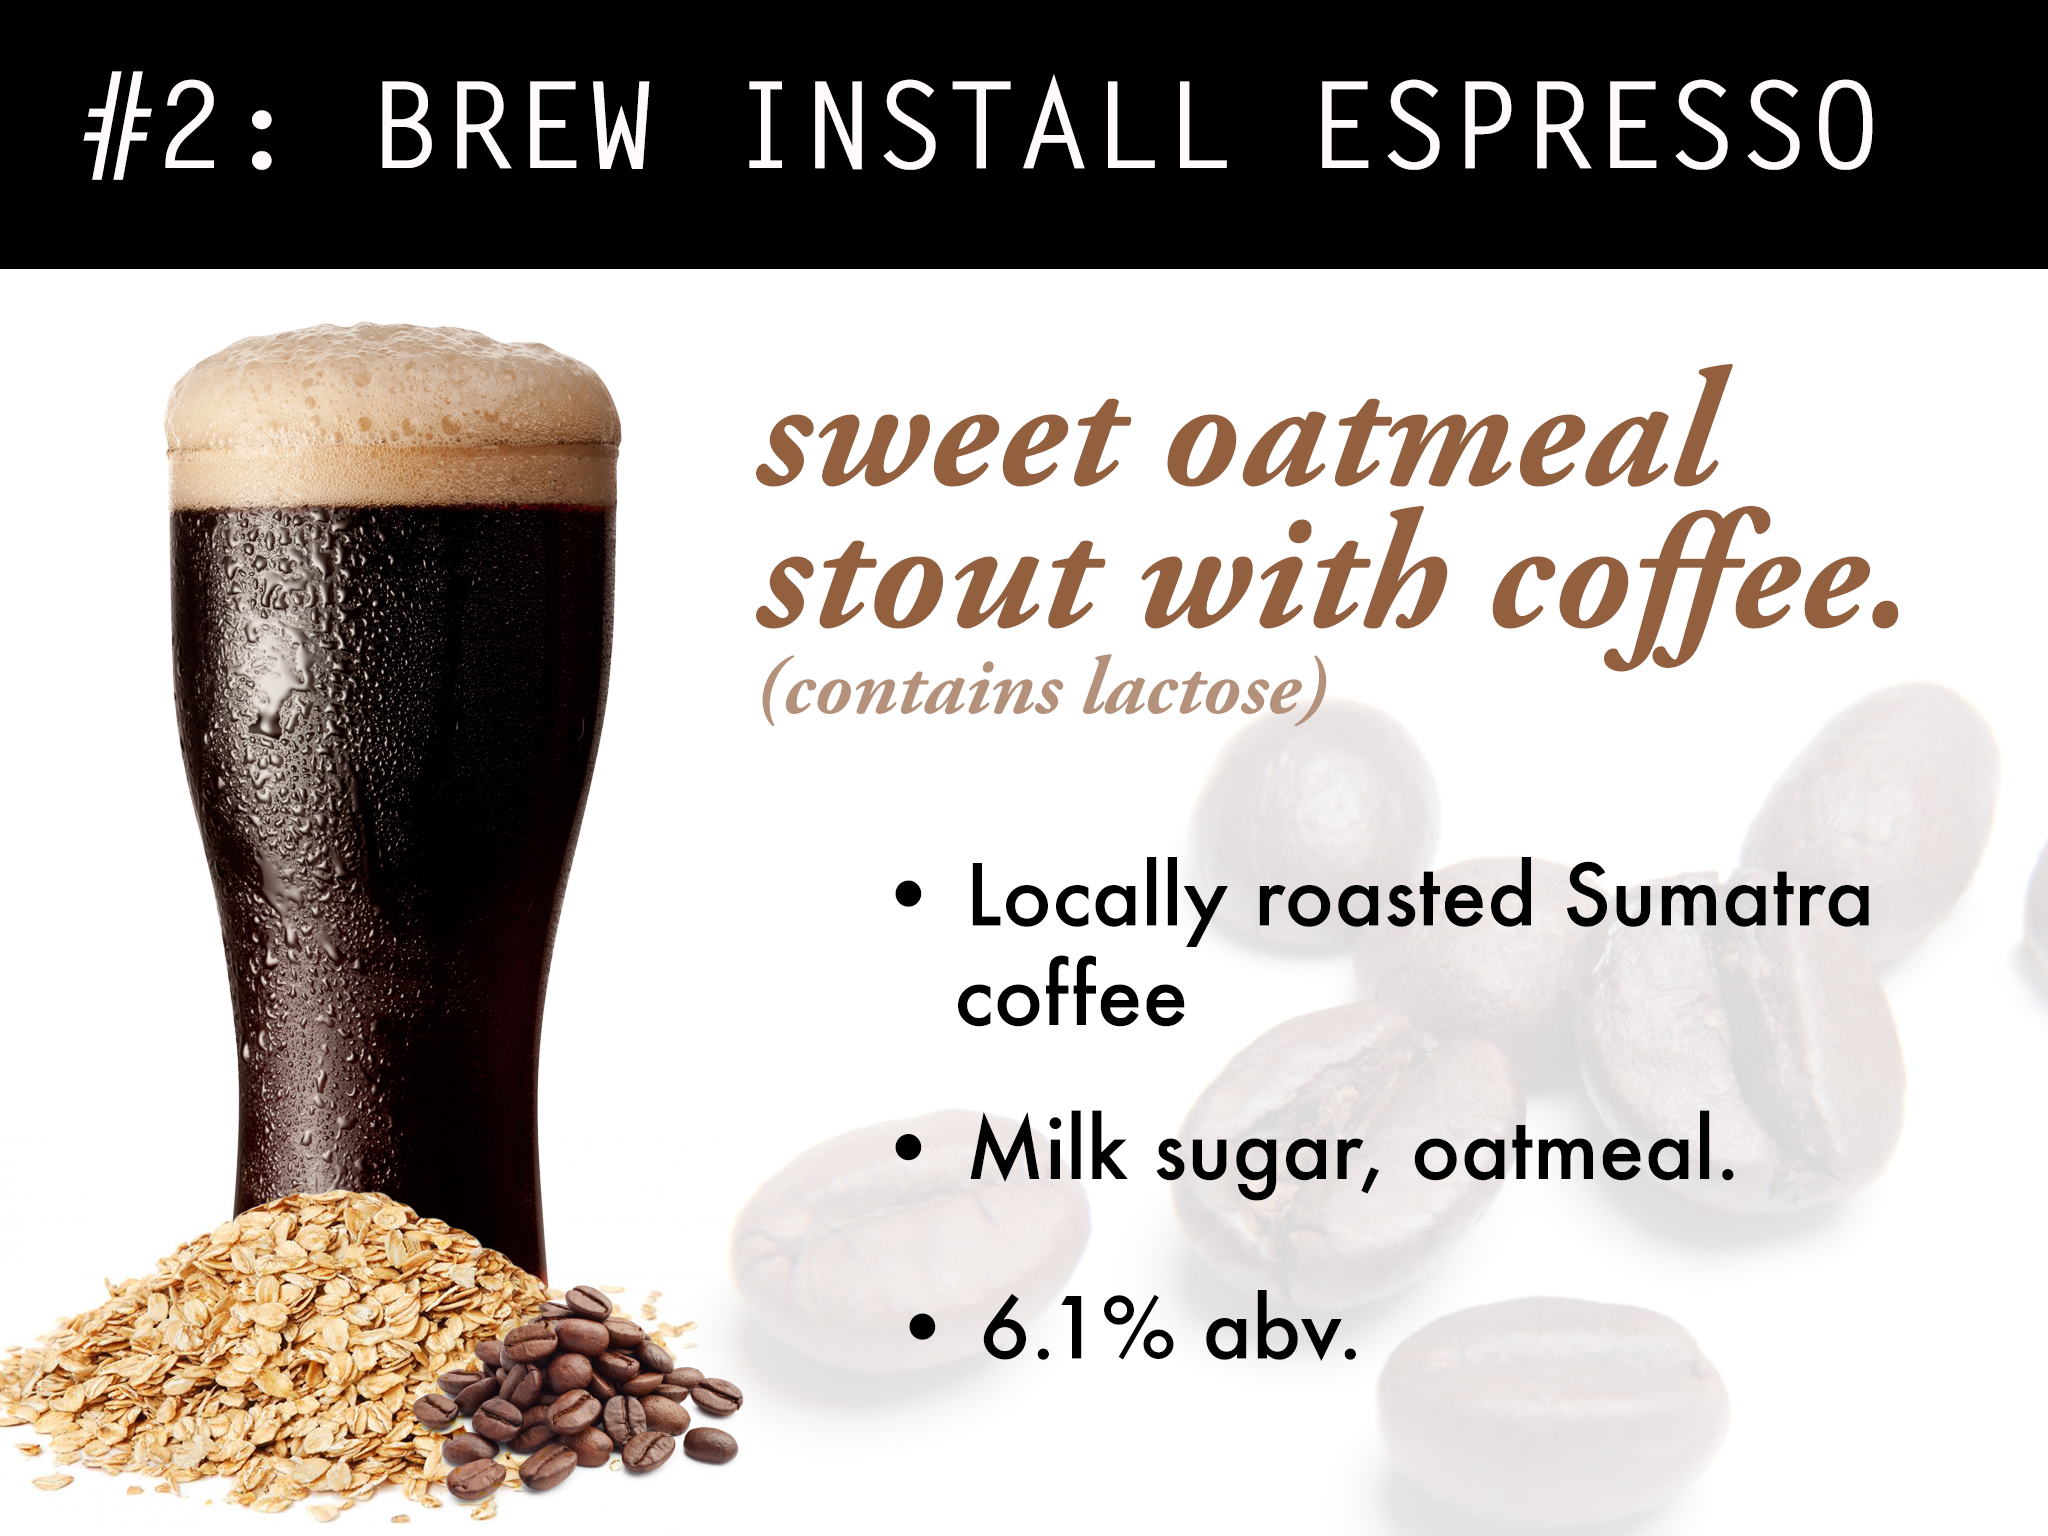 #2: BREW INSTALL ESPRESSO
sweet oatmeal
stout with coffee.
(contains lactose)
• Locally roasted Sumatra
coffee
• Milk sugar, oatmeal.
• 6.1% abv.